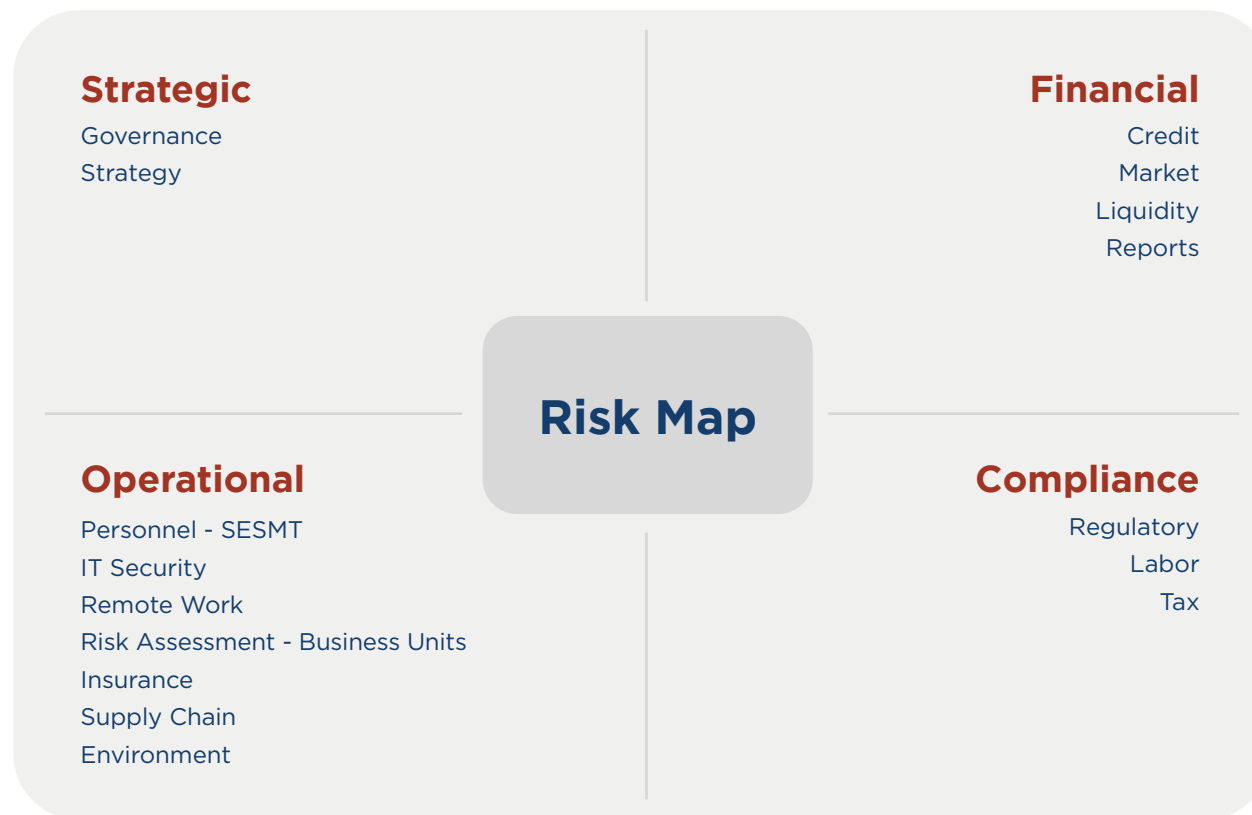 Strategic
Governance
Strategy
Financial
Credit
Market
Liquidity
Reports
Risk Map
Operational
Personnel - SESMT
IT Security
Remote Work
Risk Assessment - Business Units
Insurance
Supply Chain
Environment
Compliance
Regulatory
Labor
Tax